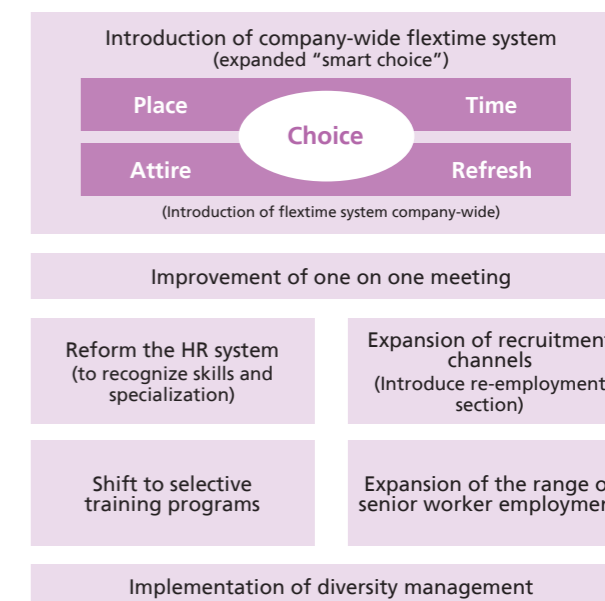 Introduction of company-wide flextime system
(expanded “smart choice”)
Place
Time
Choice
Attire
Refresh
(Introduction of flextime system company-wide)
Improvement of one on one meeting
Reform the HR system
(to recognize skills and
specialization)
Expansion of recruitment
channels
(Introduce re-employment
section)
Shift to selective
training programs
Expansion of the range of
senior worker employment
Implementation of diversity management